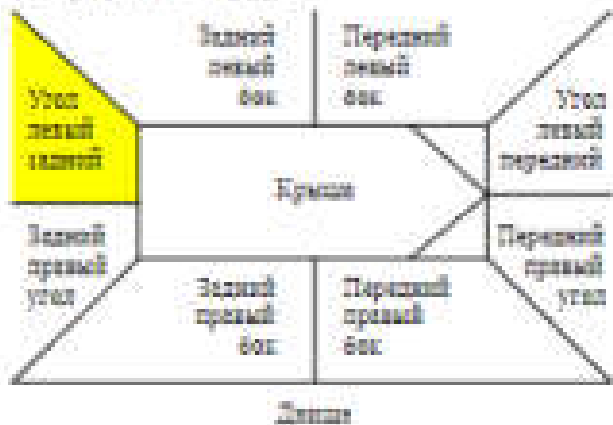 Задний
левый
бок
Передний
левый
бок
Угол
левый
задний
Угол
левый
передний
Крыша
Задний
правый
угол
Передний
правый
угол
Задний
правый
бок
Передний
правый
бок
Днище